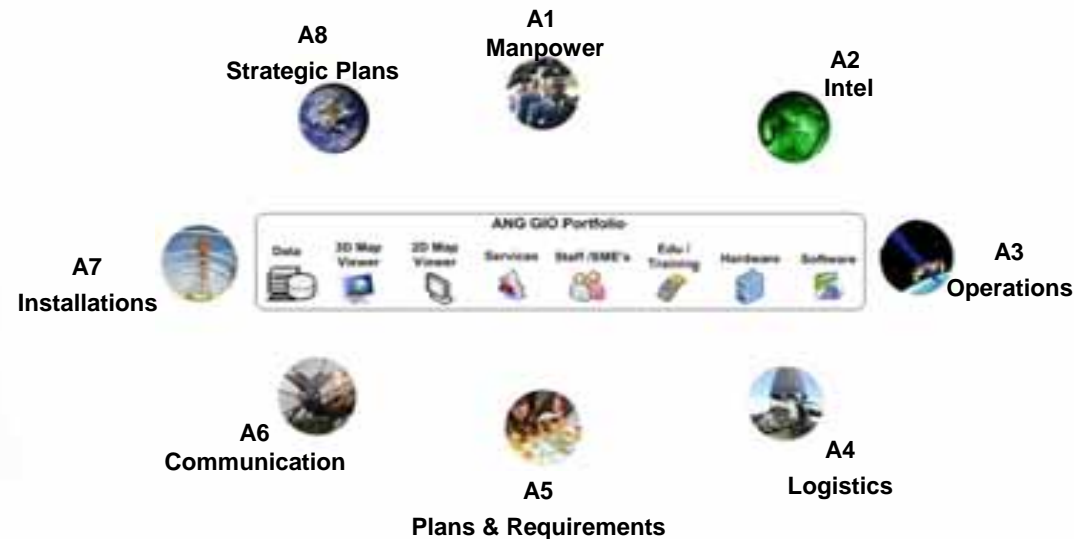 A1
Manpower
A8
Strategic Plans
A2
Intel
ANG GIO Portfolio
Data
3D Map
Viewer
2D Map
Viewer
Services
Staff /SME's
Edu /
Training
Hardware
Software
A7
Installations
A3
Operations
A6
Communication
A4
Logistics
A5
Plans & Requirements